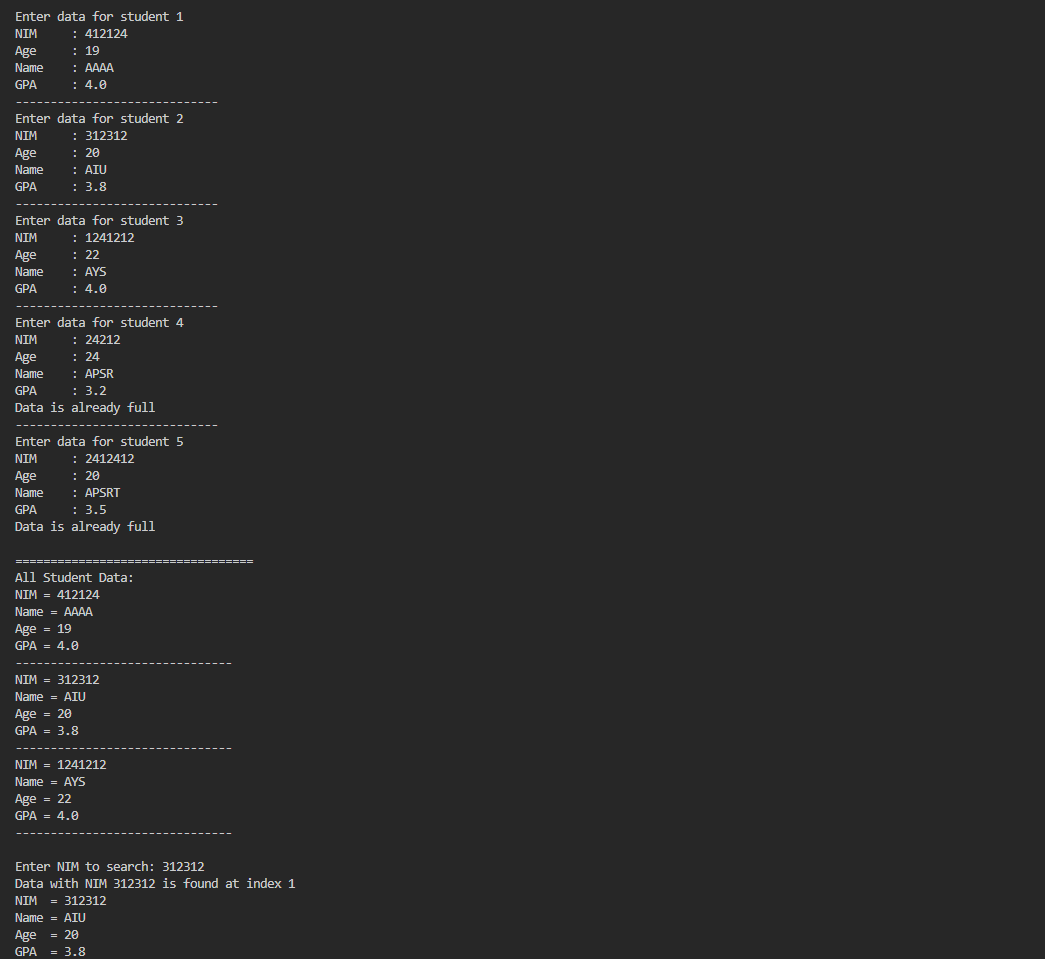 Enter data for student 1
NIM     : 412124
Age     : 19
Name    : AAAA
GPA     : 4.0
-----------------------------
Enter data for student 2
NIM     : 312312
Age     : 20
Name    : AIU
GPA     : 3.8
-----------------------------
Enter data for student 3
NIM     : 1241212
Age     : 22
Name    : AYS
GPA     : 4.0
-----------------------------
Enter data for student 4
NIM     : 24212
Age     : 24
Name    : APSR
GPA     : 3.2
Data is already full
-----------------------------
Enter data for student 5
NIM     : 2412412
Age     : 20
Name    : APSRT
GPA     : 3.5
Data is already full

==================================
All Student Data:
NIM = 412124
Name = AAAA
Age = 19
GPA = 4.0
-------------------------------
NIM = 312312
Name = AIU
Age = 20
GPA = 3.8
-------------------------------
NIM = 1241212
Name = AYS
Age = 22
GPA = 4.0
-------------------------------

Enter NIM to search: 312312
Data with NIM 312312 is found at index 1
NIM  = 312312
Name = AIU
Age  = 20
GPA  = 3.8